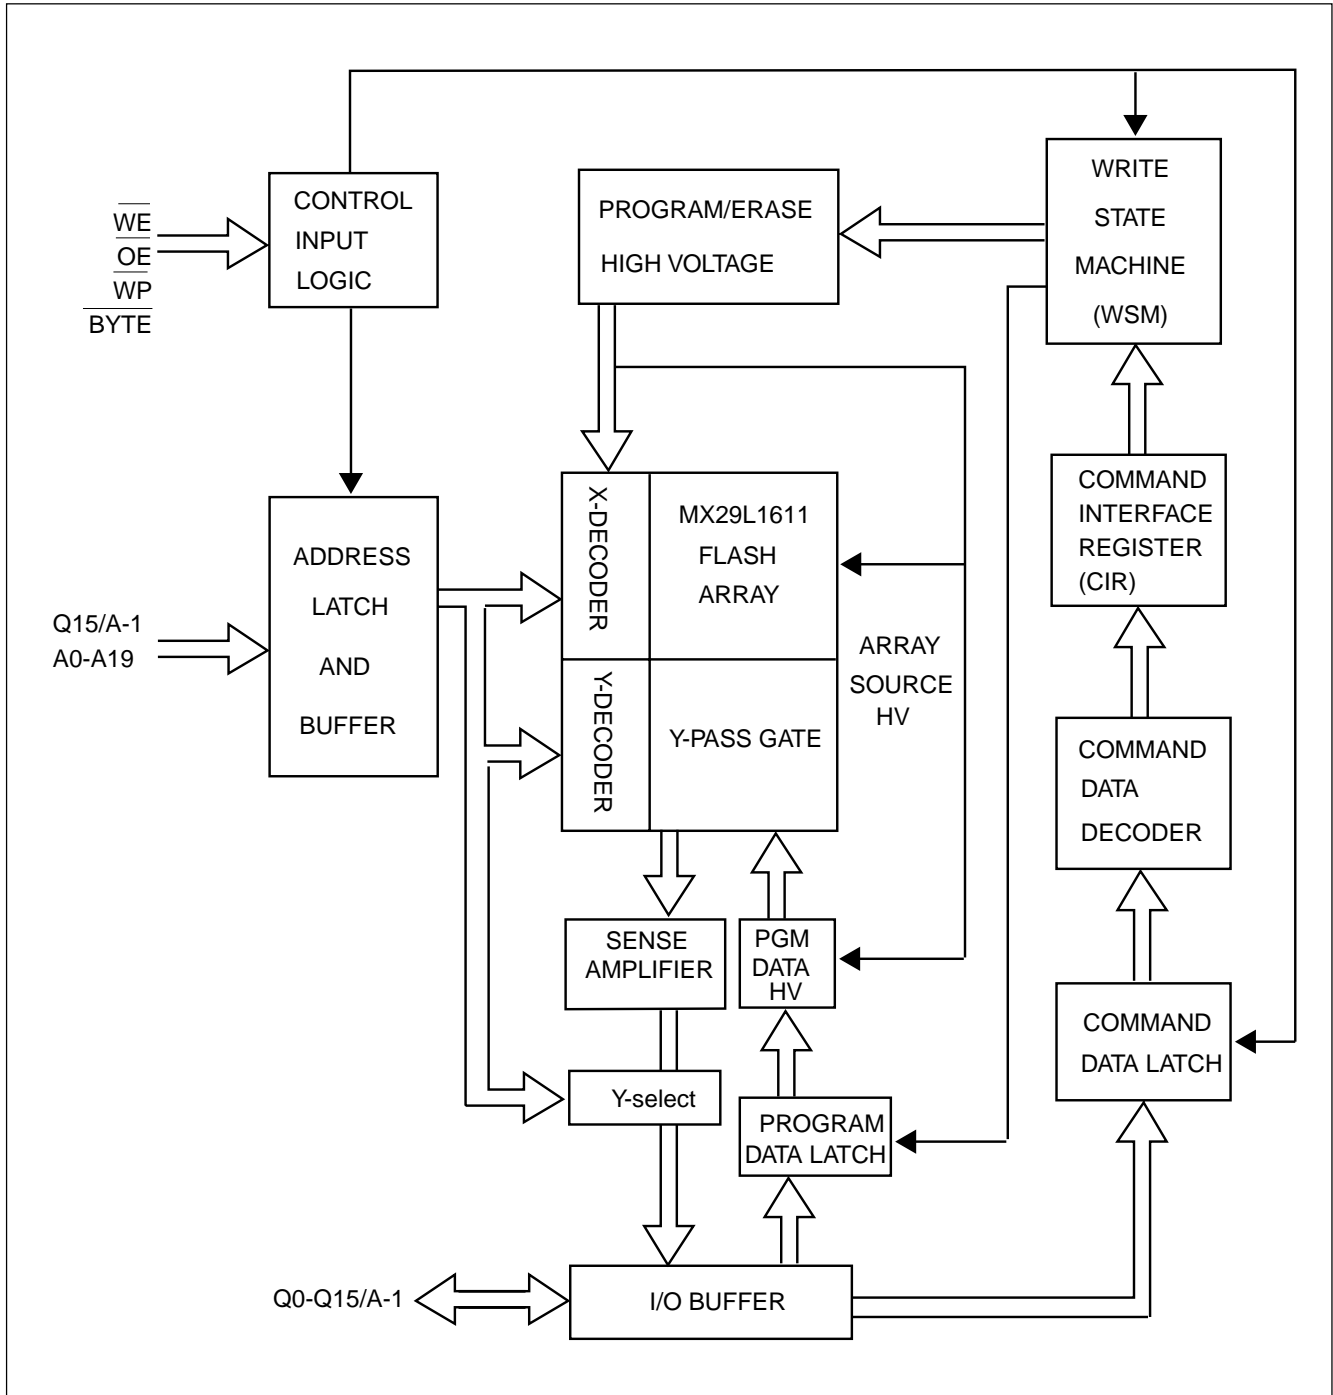 WE
OE
WP
BYTE
CONTROL
INPUT
LOGIC
PROGRAM/ERASE
HIGH VOLTAGE
WRITE
STATE
MACHINE
(WSM)
Q15/A-1
A0-A19
ADDRESS
LATCH
AND
BUFFER
X-DECODER
MX29L1611
FLASH
ARRAY
Y-DECODER
Y-PASS GATE
ARRAY
SOURCE
HV
COMMAND
INTERFACE
REGISTER
(CIR)
COMMAND
DATA
DECODER
SENSE
AMPLIFIER
PGM
DATA
HV
COMMAND
DATA LATCH
Y-select
PROGRAM
DATA LATCH
Q0-Q15/A-1
I/O BUFFER